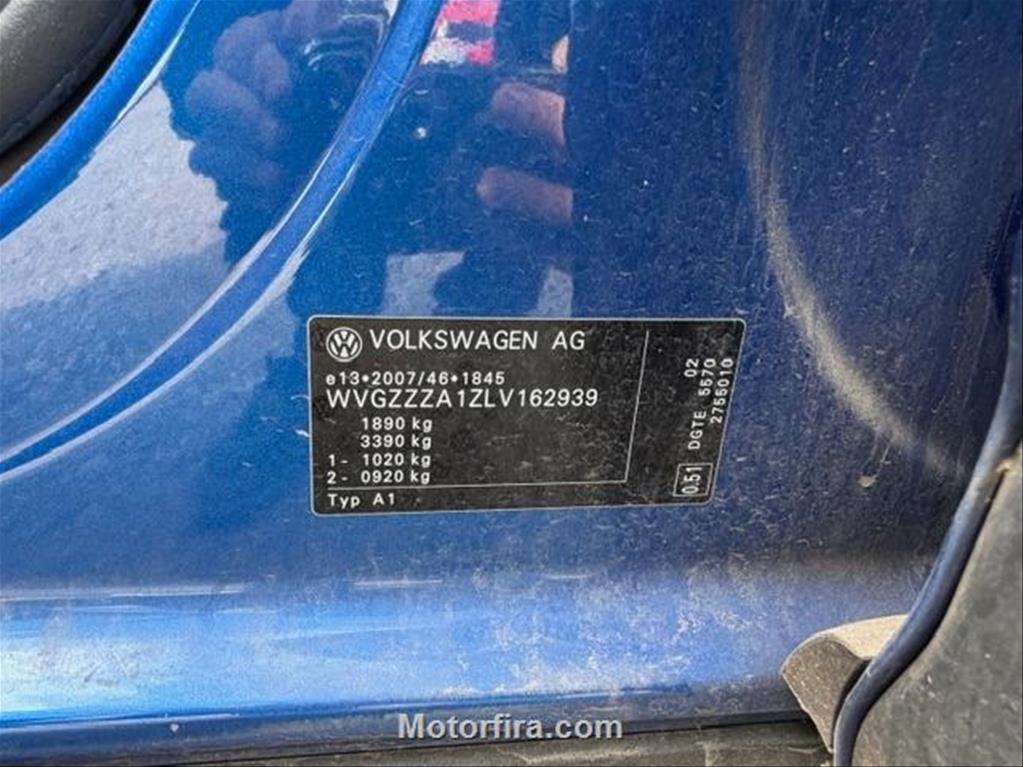 VOLKSWAGEN AG
e13*2007/46*1845
WVGZZZA1ZLV162939
1890 kg
3390 kg
1- 1020 kg
2- 0920 kg
Typ A1
02
DGTE 5570
2755010
0.51
Motorfira.com